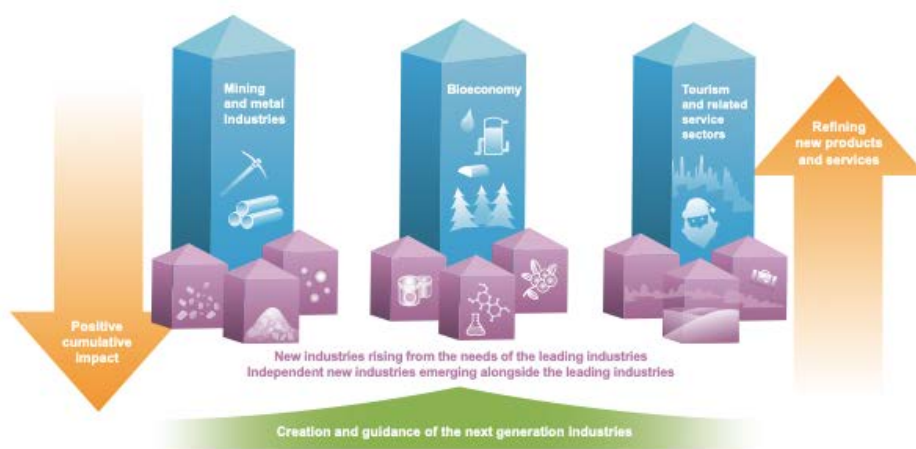 Mining
and metal
Industries
Bioeconomy
Tourism
and related
service
sectors
Refining
new products
and services
Positive
cumulative
impact
New industries rising from the needs of the leading industries
Independent new industries emerging alongside the leading industries
Creation and guidance of the next generation industries